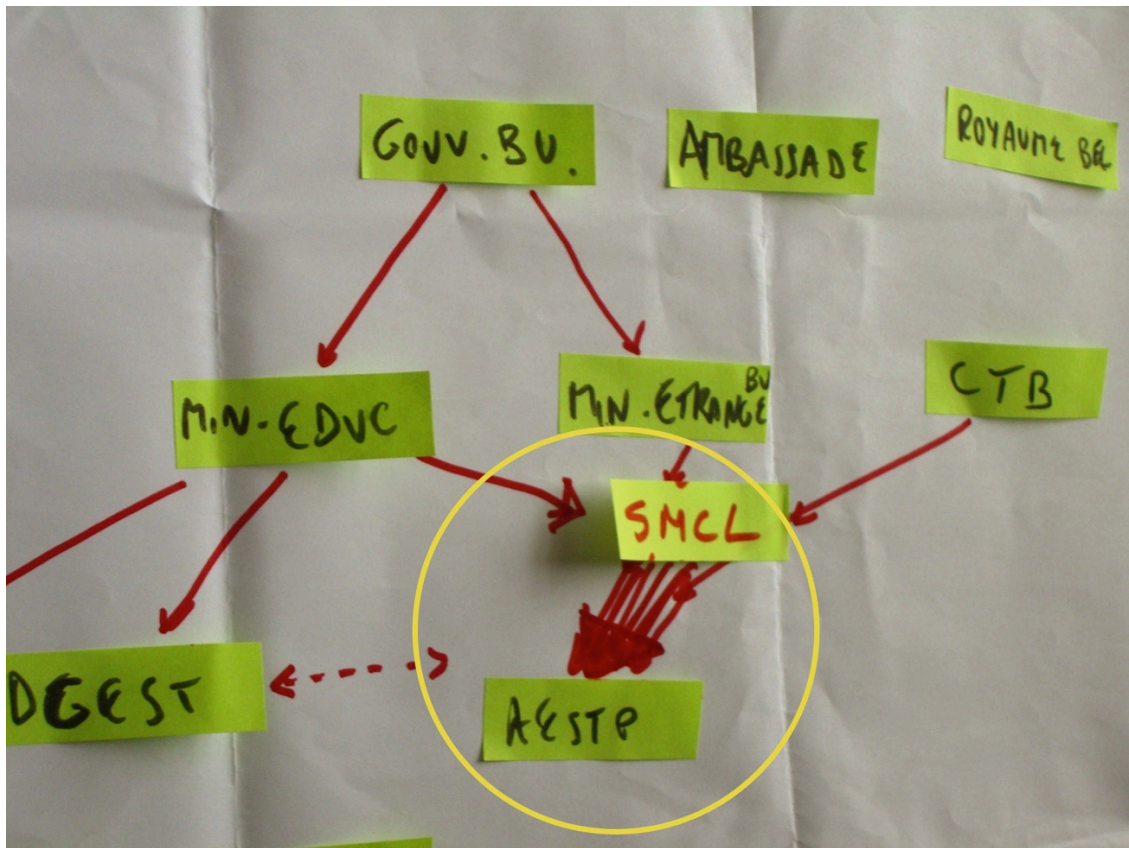 GOUV. BU.
AMBASSADE
ROYAUME BEL
MIN. EDUC
MIN. ETRANGE BU
CTB
SMCL
DGEST
AESTP